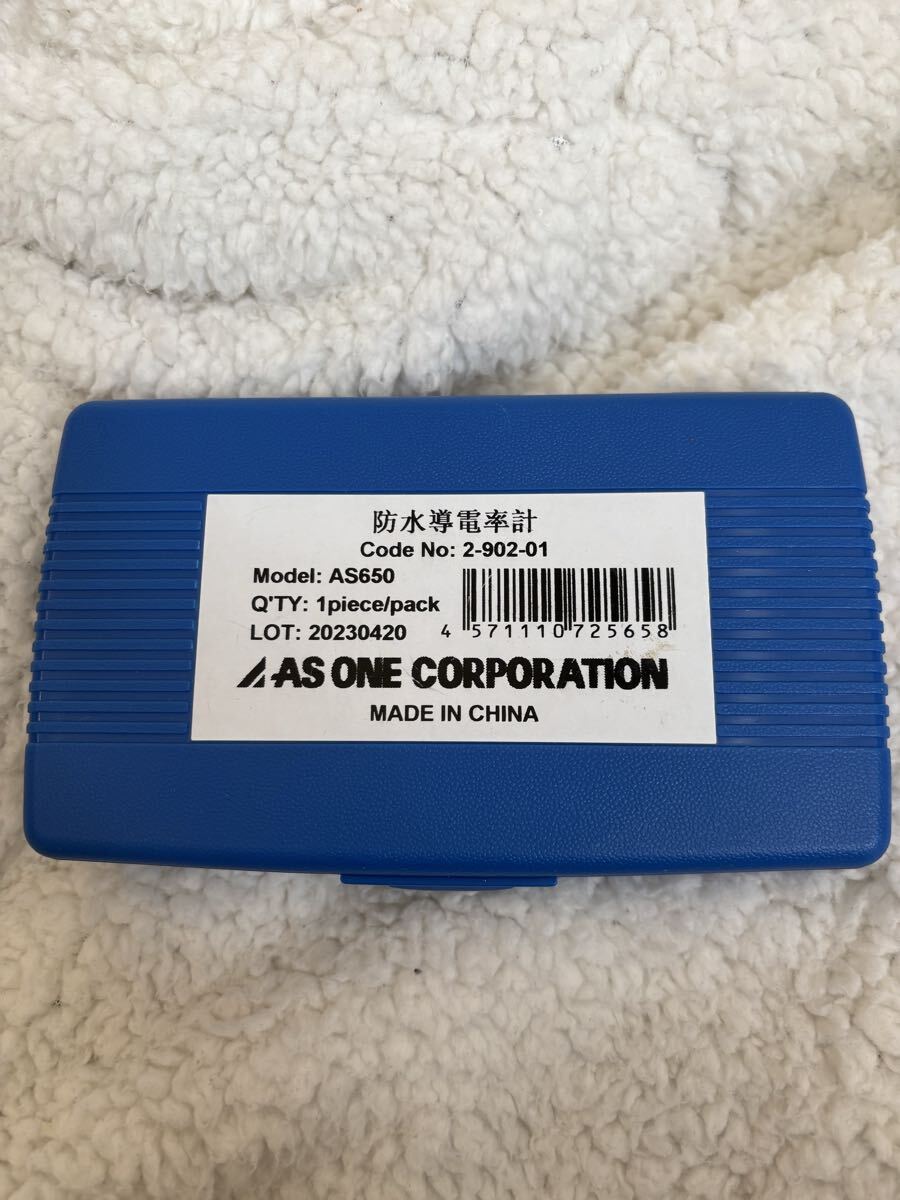 防水導電率計
Code No: 2-902-01
Model: AS650
Q'TY: 1piece/pack
LOT: 20230420
4 571110 725658
AS ONE CORPORATION
MADE IN CHINA